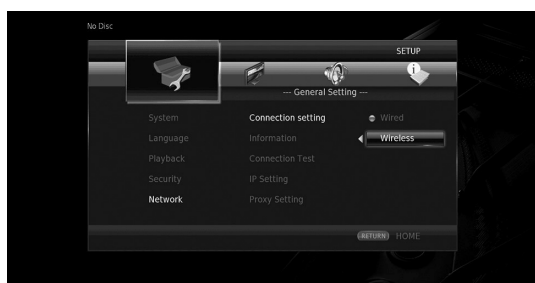 No Disc
SETUP
--- General Setting ---
System Connection setting Wired
Language Information Wireless
Playback Connection Test
Security IP Setting
Network Proxy Setting
RETURN HOME